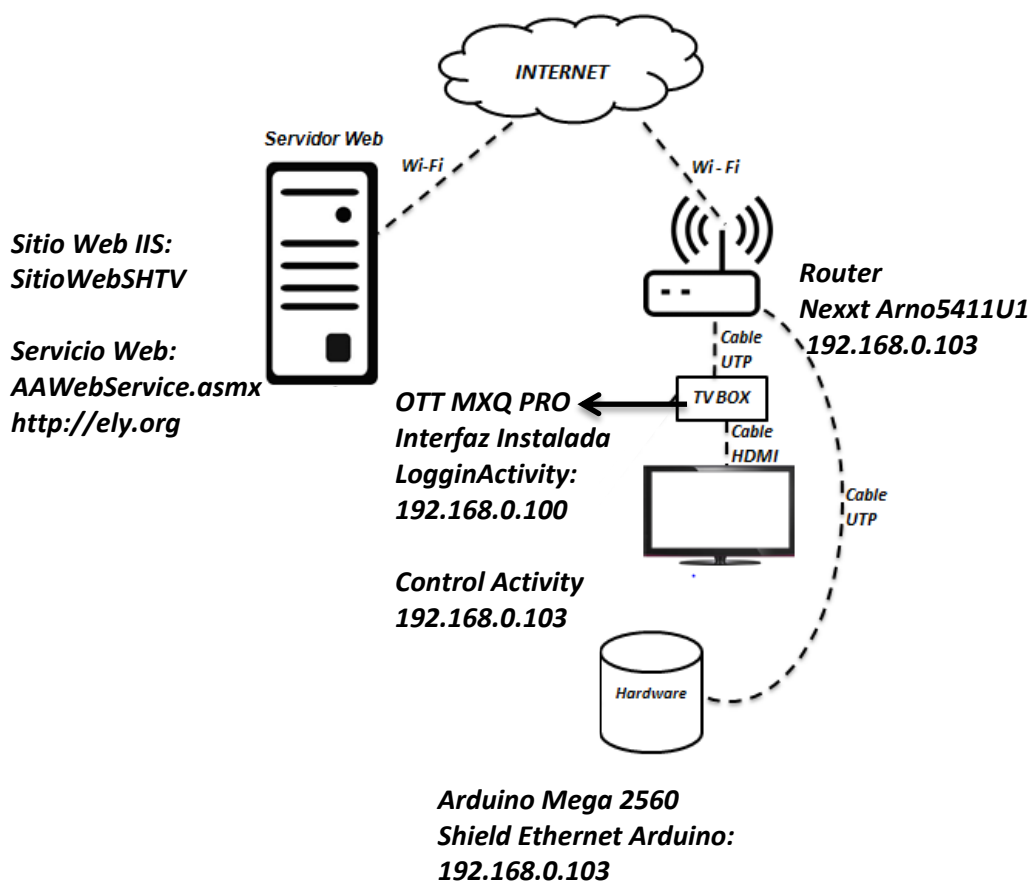 INTERNET
Servidor Web
Wi-Fi
Wi - Fi
Sitio Web IIS:
SitioWebSHTV
Servicio Web:
AAWebService.asmx
http://ely.org
Router
Nexxt Arno5411U1
192.168.0.103
Cable
UTP
TV BOX
Cable
HDMI
OTT MXQ PRO
Interfaz Instalada
LogginActivity:
192.168.0.100
Control Activity
192.168.0.103
Cable
UTP
Hardware
Arduino Mega 2560
Shield Ethernet Arduino:
192.168.0.103